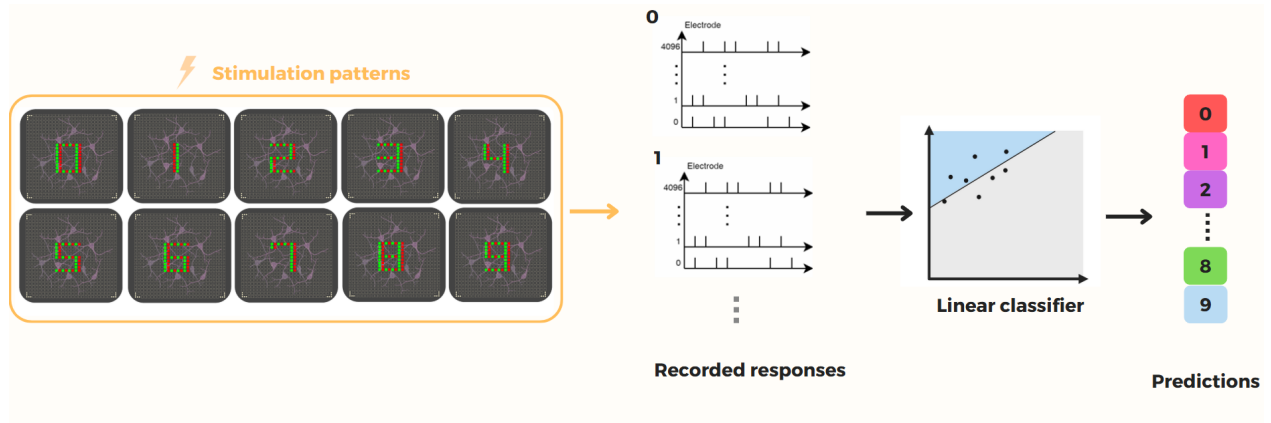 Stimulation patterns
0
Electrode
4096
1
0
1
Electrode
4096
1
0
Recorded responses
Linear classifier
0
1
2
8
9
Predictions